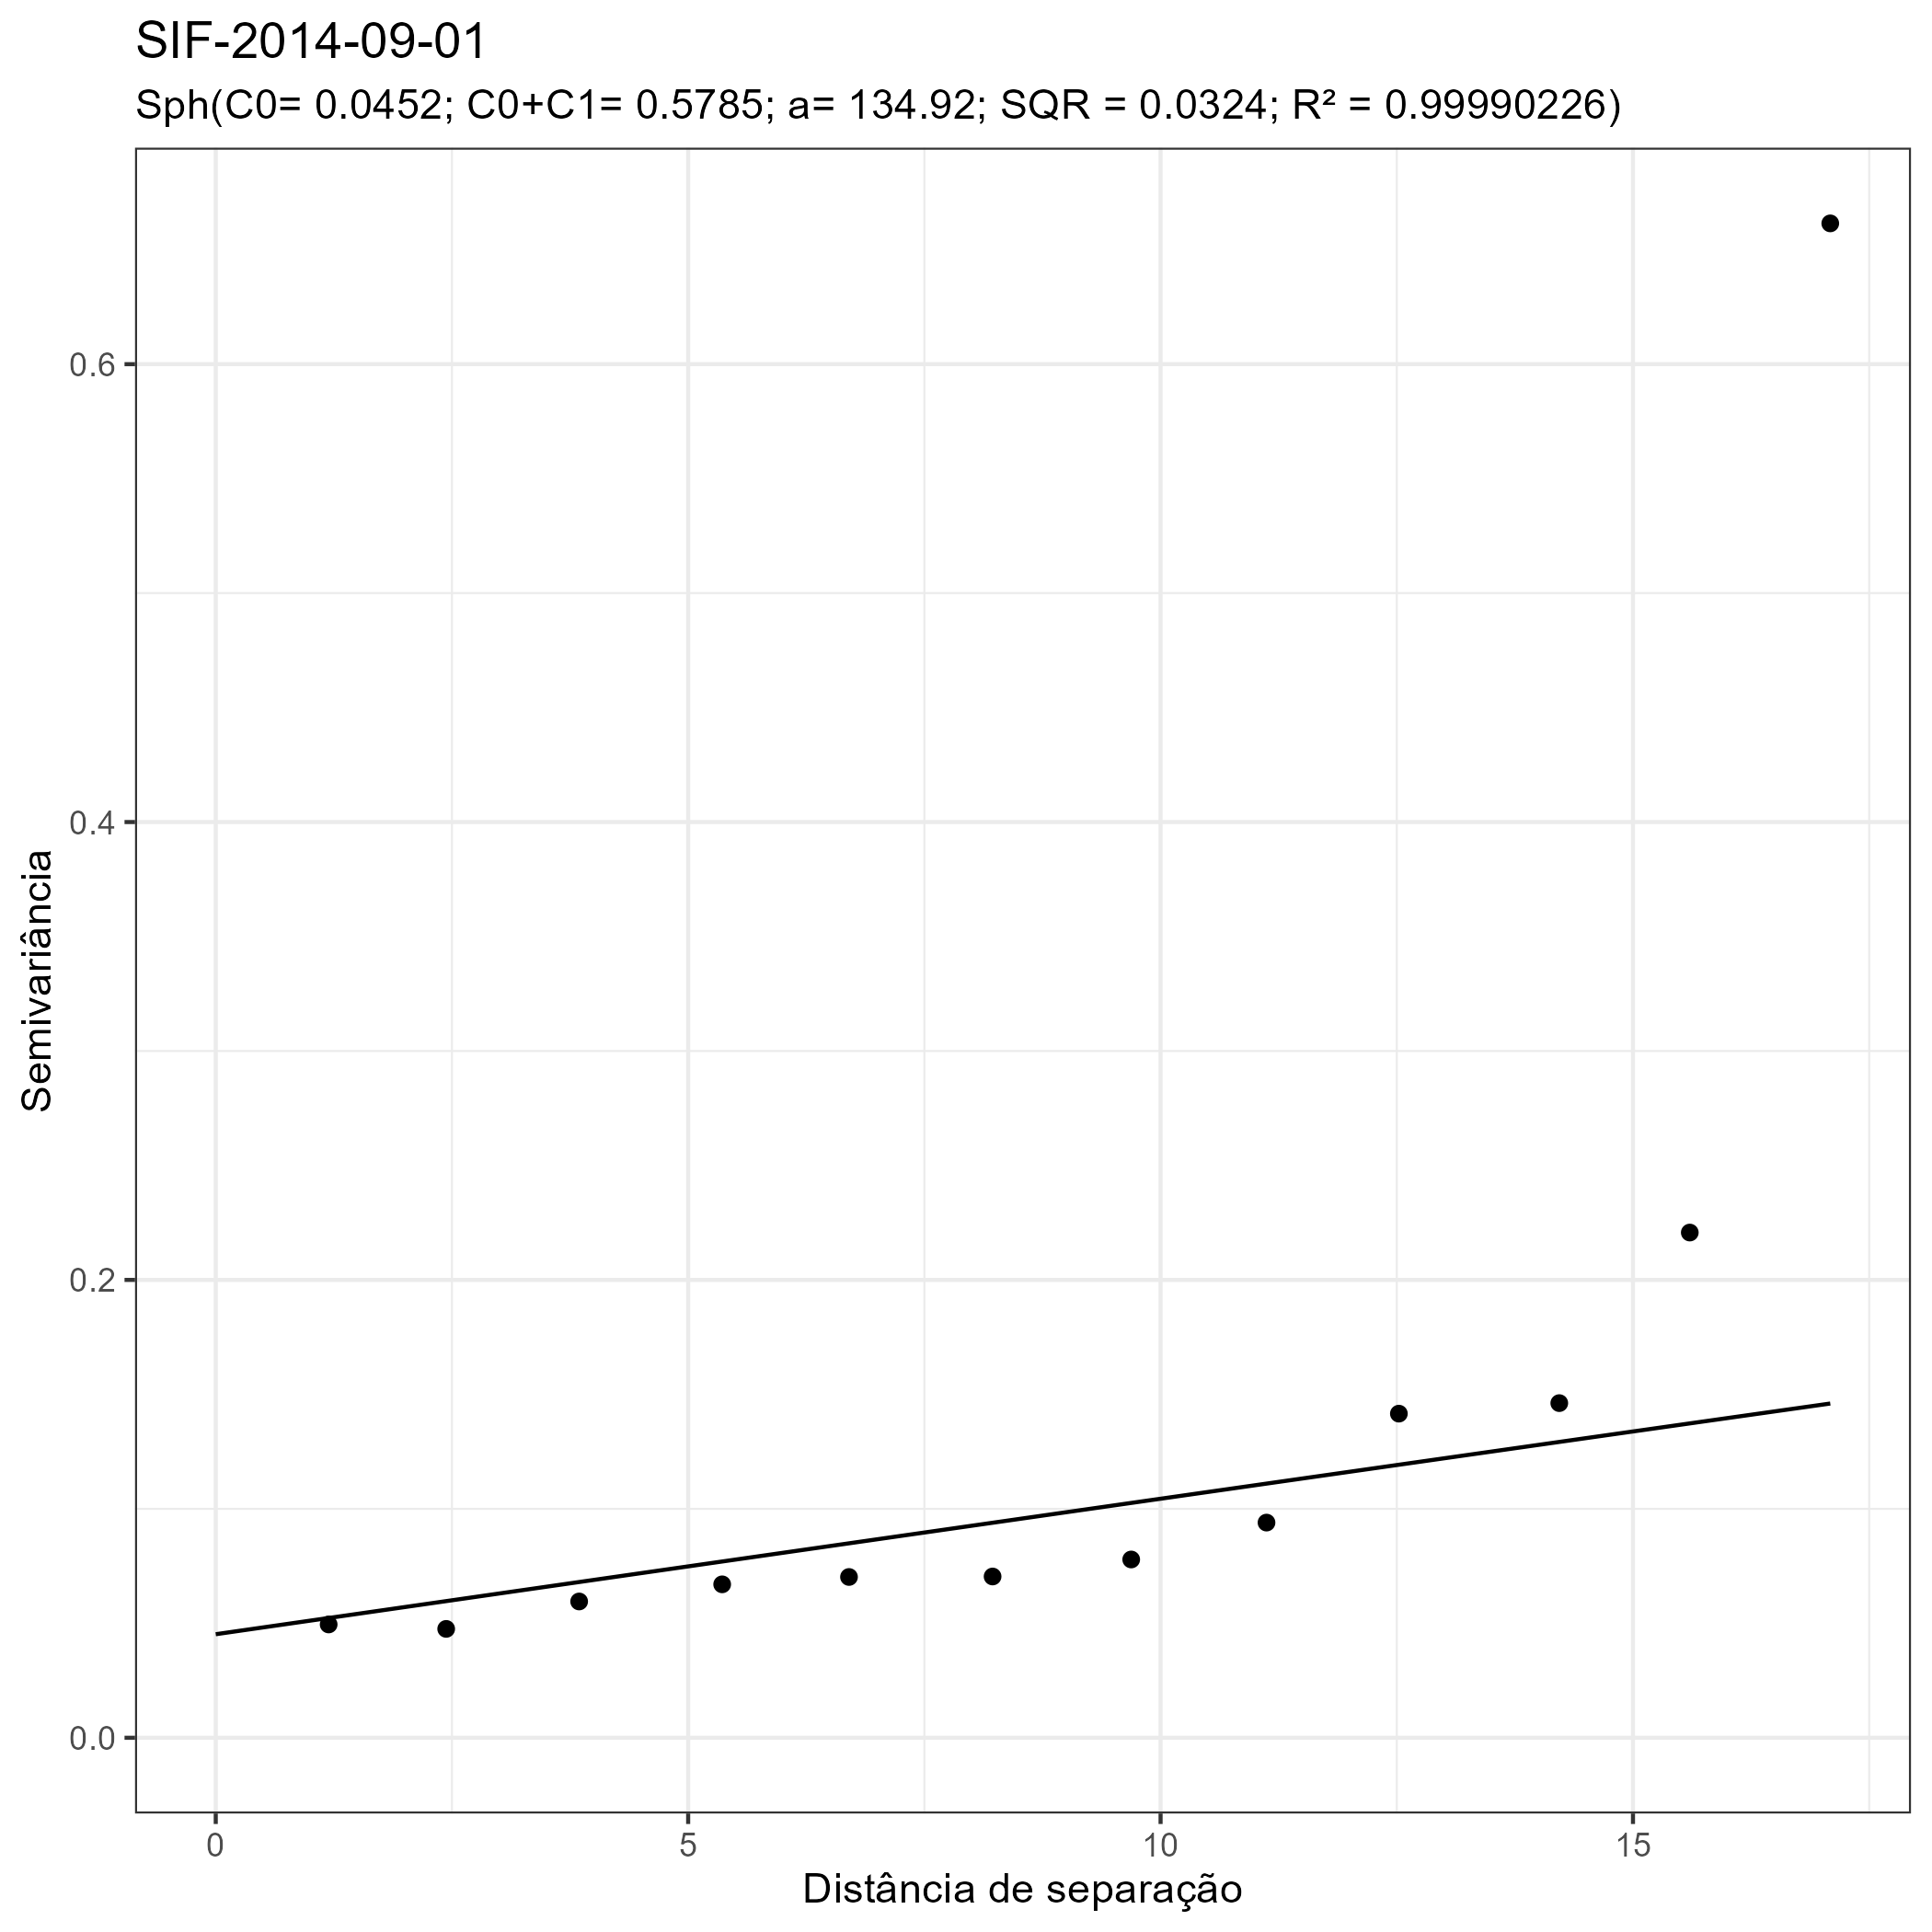 SIF-2014-09-01
Sph(C0= 0.0452; C0+C1= 0.5785; a= 134.92; SQR = 0.0324; R² = 0.99990226)
Semivariância
0.6
0.4
0.2
0.0
0 5 10 15
Distância de separação